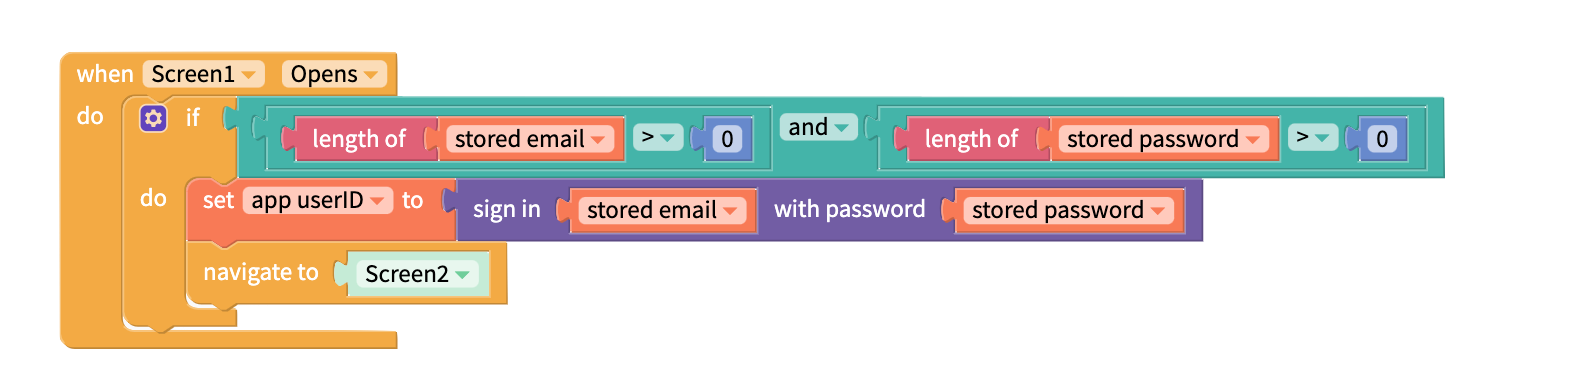 when Screen1 Opens
do if length of stored email > 0 and length of stored password > 0
do set app userID to sign in stored email with password stored password
navigate to Screen2